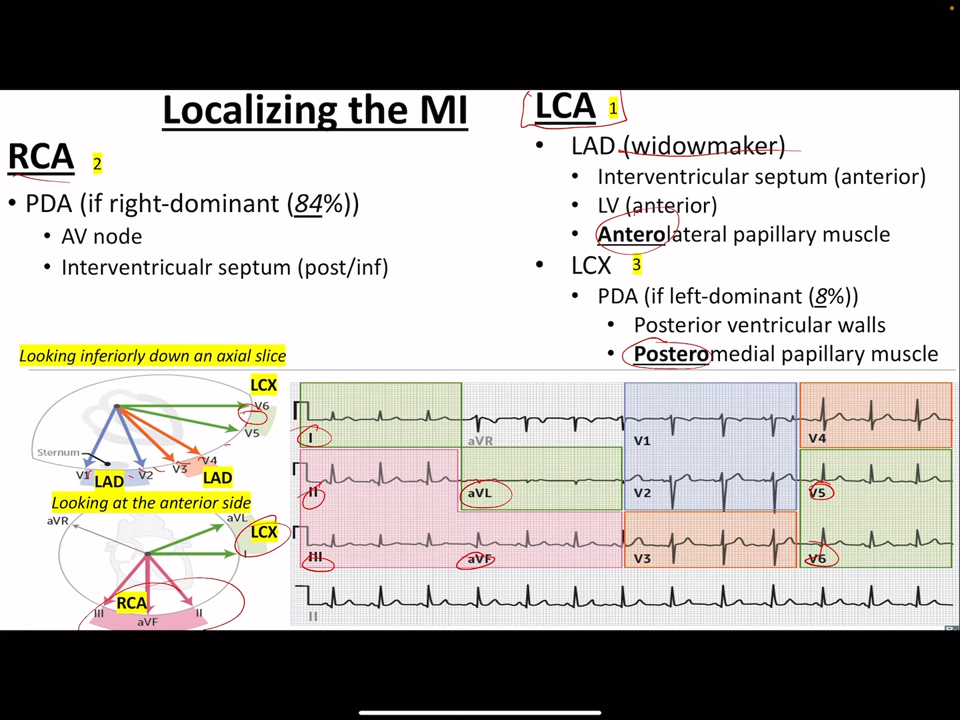 Localizing the MI
RCA 2
• PDA (if right-dominant (84%))
• AV node
• Interventricualr septum (post/inf)
LCA 1
• LAD (widowmaker)
• Interventricular septum (anterior)
• LV (anterior)
• Anterolateral papillary muscle
• LCX 3
• PDA (if left-dominant (8%))
• Posterior ventricular walls
• Posteromedial papillary muscle
Looking inferiorly down an axial slice
LCX
V6
V5
Sternum
V4
V3
V1
LAD
V2
LAD
Looking at the anterior side
aVR
aVL
LCX
I
RCA
III
II
aVF
I
aVR
V1
V4
II
aVL
V2
V5
III
aVF
V3
V6
II